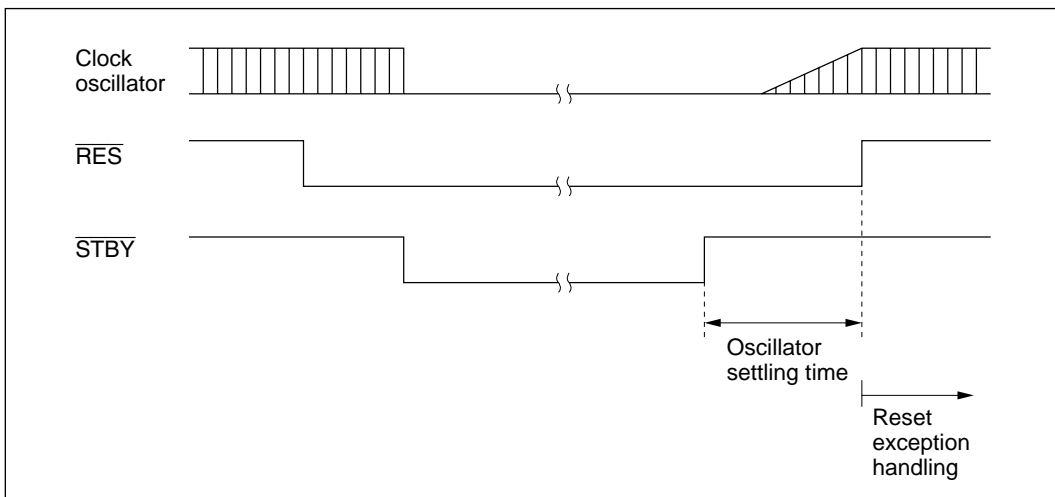 Clock
oscillator
RES
STBY
Oscillator
settling time
Reset
exception
handling